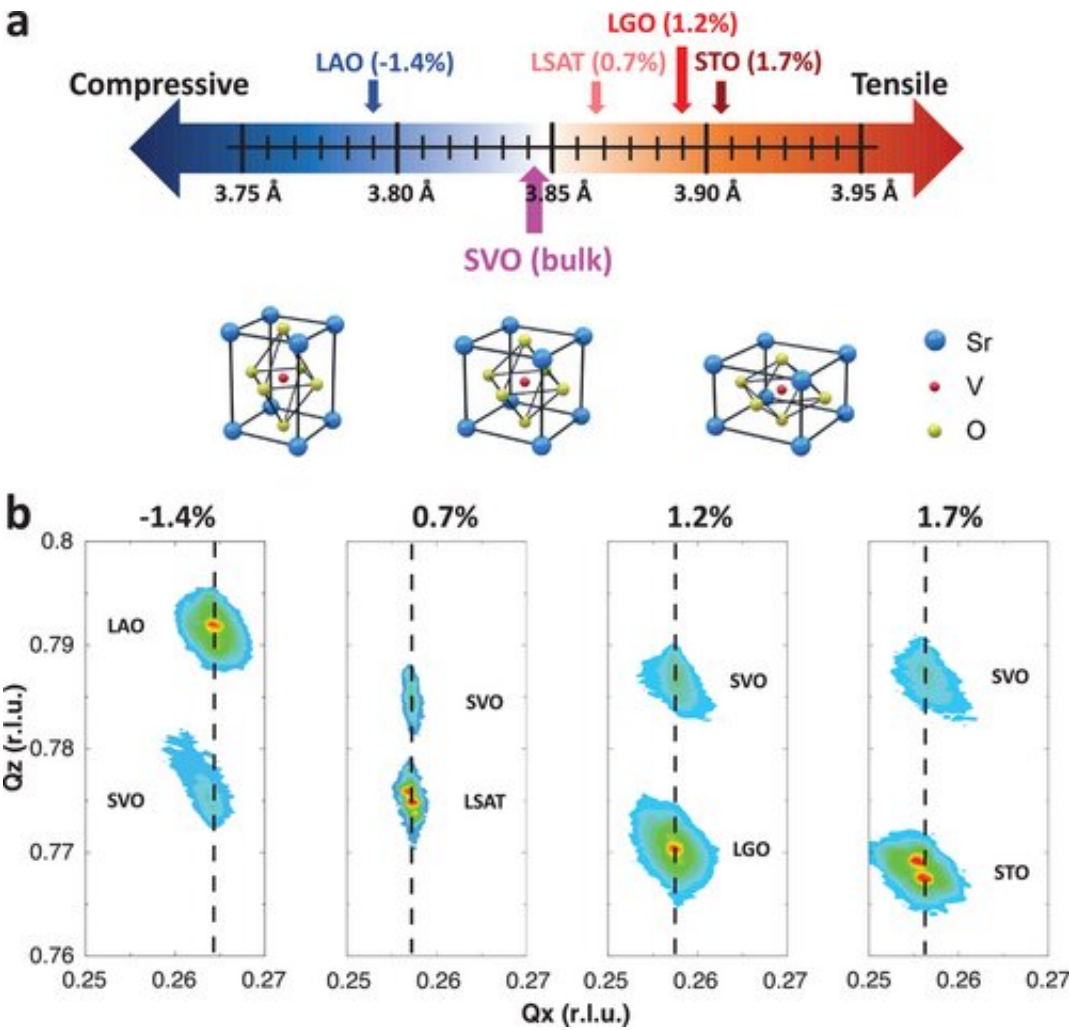 a
LGO (1.2%)
LAO (-1.4%)
LSAT (0.7%)
STO (1.7%)
Compressive
Tensile
3.75 Å
3.80 Å
3.85 Å
3.90 Å
3.95 Å
SVO (bulk)
Sr
V
O
b
-1.4%
0.7%
1.2%
1.7%
Qz (r.l.u.)
0.8
0.79
0.78
0.77
0.76
LAO
SVO
SVO
LSAT
SVO
LGO
SVO
STO
0.25
0.26
0.27
0.25
0.26
0.27
0.25
0.26
0.27
0.25
0.26
0.27
Qx (r.l.u.)